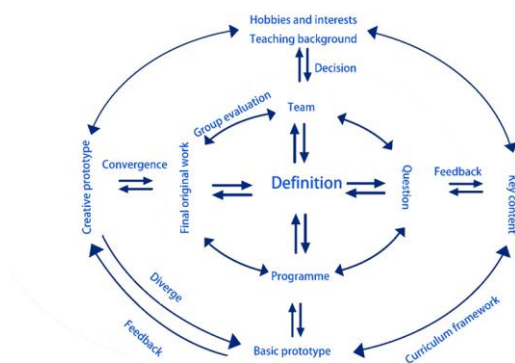 Hobbies and interests
Teaching background
Decision
Team
Group evaluation
Creative prototype
Convergence
Final original work
Definition
Question
Feedback
Key content
Programme
Diverge
Feedback
Basic prototype
Curriculum framework